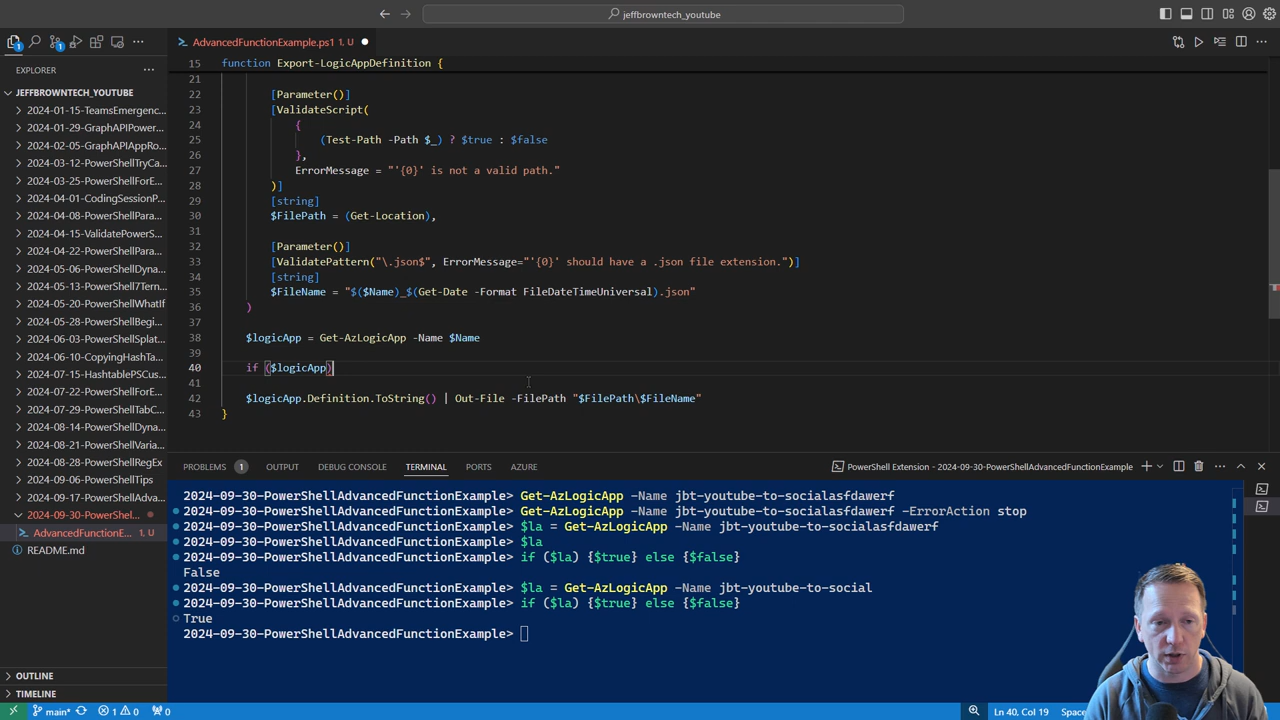 jeffbrowntech_youtube
AdvancedFunctionExample.ps1 1, U
EXPLORER
15 function Export-LogicAppDefinition {
JEFFBROWNTECH_YOUTUBE
2024-01-15-TeamsEmergenc...
2024-01-29-GraphAPIPower...
2024-02-05-GraphAPIAppRo...
2024-03-12-PowerShellTryCa...
2024-03-25-PowerShellForE...
2024-04-01-CodingSessionP...
2024-04-08-PowerShellPara...
2024-04-15-ValidatePowerS...
2024-04-22-PowerShellPara...
2024-05-06-PowerShellDyna...
2024-05-13-PowerShell7Tern...
2024-05-20-PowerShellWhatIf
2024-05-28-PowerShellBegi...
2024-06-03-PowerShellSplat...
2024-06-10-CopyingHashTa...
2024-07-15-HashtablePSCus...
2024-07-22-PowerShellForE...
2024-07-29-PowerShellTabC...
2024-08-14-PowerShellDyna...
2024-08-21-PowerShellVaria...
2024-08-28-PowerShellRegEx
2024-09-06-PowerShellTips
2024-09-17-PowerShellAdva...
2024-09-30-PowerShel...
AdvancedFunctionE... 1, U
README.md
OUTLINE
TIMELINE
21
22 [Parameter()]
23 [ValidateScript(
24 {
25 (Test-Path -Path $_) ? $true : $false
26 },
27 ErrorMessage = "'{0}' is not a valid path."
28 )]
29 [string]
30 $FilePath = (Get-Location),
31
32 [Parameter()]
33 [ValidatePattern("\.json$", ErrorMessage="'{0}' should have a .json file extension.")]
34 [string]
35 $FileName = "$($Name)_$(Get-Date -Format FileDateTimeUniversal).json"
36 )
37
38 $logicApp = Get-AzLogicApp -Name $Name
39
40 if ($logicApp)
41
42 $logicApp.Definition.ToString() | Out-File -FilePath "$FilePath\$FileName"
43 }
PROBLEMS 1 OUTPUT DEBUG CONSOLE TERMINAL PORTS AZURE PowerShell Extension - 2024-09-30-PowerShellAdvancedFunctionExample
2024-09-30-PowerShellAdvancedFunctionExample> Get-AzLogicApp -Name jbt-youtube-to-socialasfdawerf
2024-09-30-PowerShellAdvancedFunctionExample> Get-AzLogicApp -Name jbt-youtube-to-socialasfdawerf -ErrorAction stop
2024-09-30-PowerShellAdvancedFunctionExample> $la = Get-AzLogicApp -Name jbt-youtube-to-socialasfdawerf
2024-09-30-PowerShellAdvancedFunctionExample> $la
2024-09-30-PowerShellAdvancedFunctionExample> if ($la) {$true} else {$false}
False
2024-09-30-PowerShellAdvancedFunctionExample> $la = Get-AzLogicApp -Name jbt-youtube-to-social
2024-09-30-PowerShellAdvancedFunctionExample> if ($la) {$true} else {$false}
True
2024-09-30-PowerShellAdvancedFunctionExample>
main* 1 0 0 Ln 40, Col 19 Spaces: 4